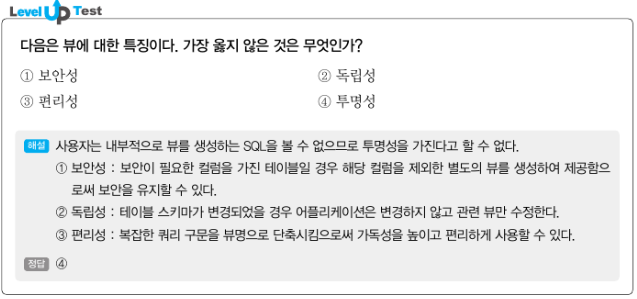 Level Up Test
다음은 뷰에 대한 특징이다. 가장 옳지 않은 것은 무엇인가?
① 보안성 ② 독립성
③ 편리성 ④ 투명성
해설 사용자는 내부적으로 뷰를 생성하는 SQL을 볼 수 없으므로 투명성을 가진다고 할 수 없다.
① 보안성 : 보안이 필요한 컬럼을 가진 테이블일 경우 해당 컬럼을 제외한 별도의 뷰를 생성하여 제공함으
로써 보안을 유지할 수 있다.
② 독립성 : 테이블 스키마가 변경되었을 경우 어플리케이션은 변경하지 않고 관련 뷰만 수정한다.
③ 편리성 : 복잡한 쿼리 구문을 뷰명으로 단축시킴으로써 가독성을 높이고 편리하게 사용할 수 있다.
정답 ④